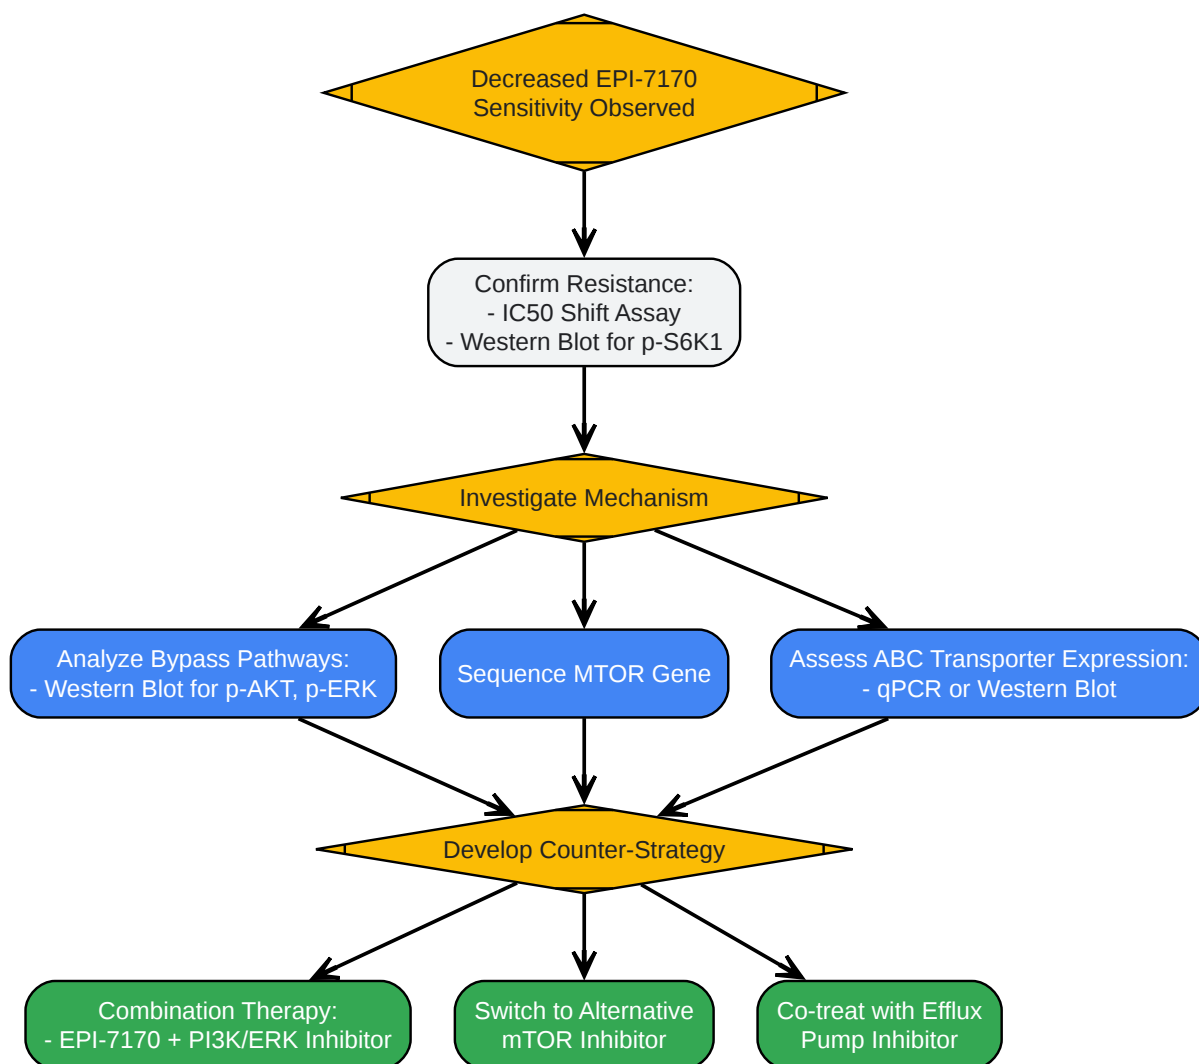 Decreased EPI-7170
Sensitivity Observed
Confirm Resistance:
- IC50 Shift Assay
- Western Blot for p-S6K1
Investigate Mechanism
Analyze Bypass Pathways:
- Western Blot for p-AKT, p-ERK
Sequence MTOR Gene
Assess ABC Transporter Expression:
- qPCR or Western Blot
Develop Counter-Strategy
Combination Therapy:
- EPI-7170 + PI3K/ERK Inhibitor
Switch to Alternative
mTOR Inhibitor
Co-treat with Efflux
Pump Inhibitor